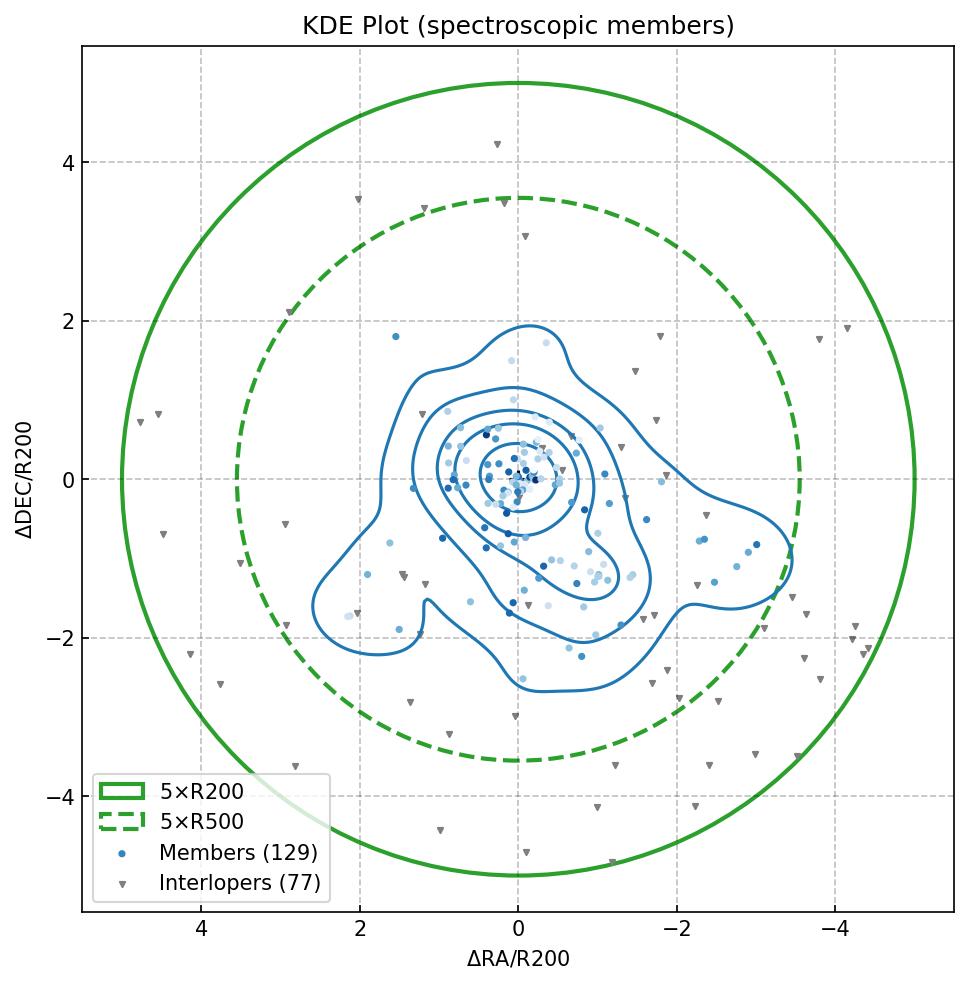 KDE Plot (spectroscopic members)
4
2
0
−2
−4
ΔDEC/R200
5×R200
5×R500
Members (129)
Interlopers (77)
4
2
0
−2
−4
ΔRA/R200